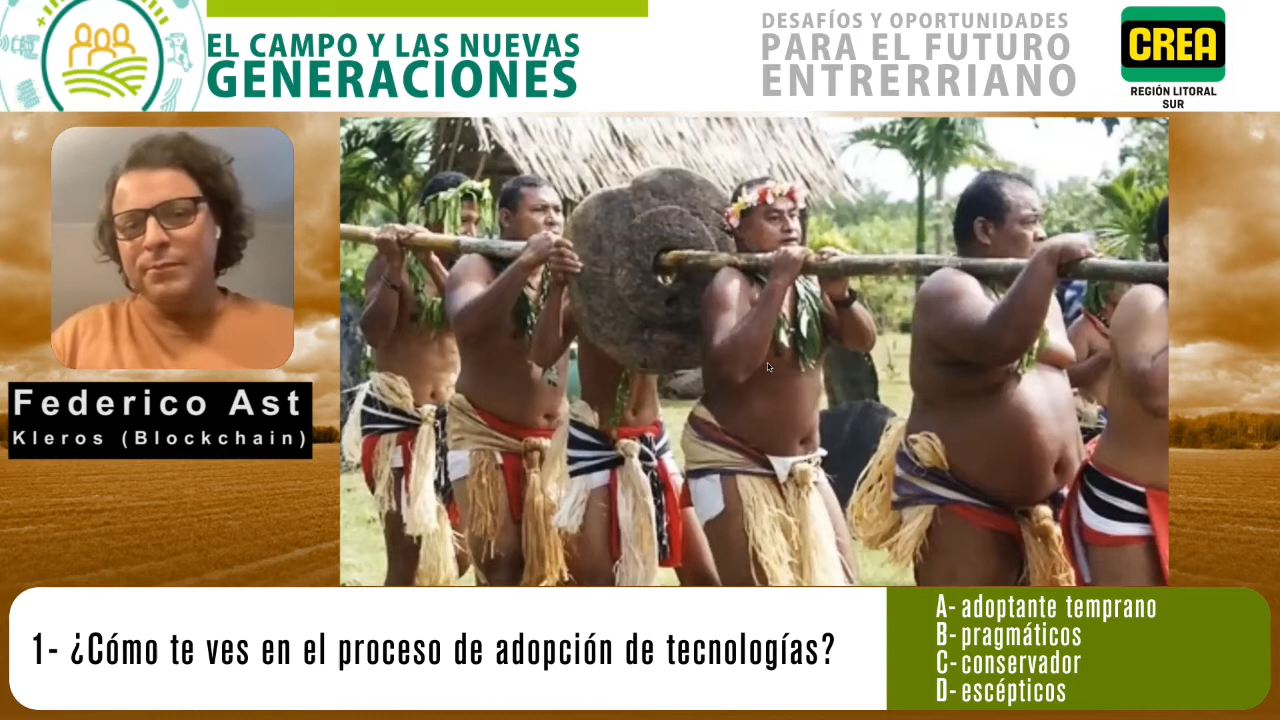 EL CAMPO Y LAS NUEVAS
GENERACIONES
DESAFÍOS Y OPORTUNIDADES
PARA EL FUTURO
ENTRERRIANO
CREA
REGIÓN LITORAL
SUR
Federico Ast
Kleros (Blockchain)
1- ¿Cómo te ves en el proceso de adopción de tecnologías?
A- adoptante temprano
B- pragmáticos
C- conservador
D- escépticos